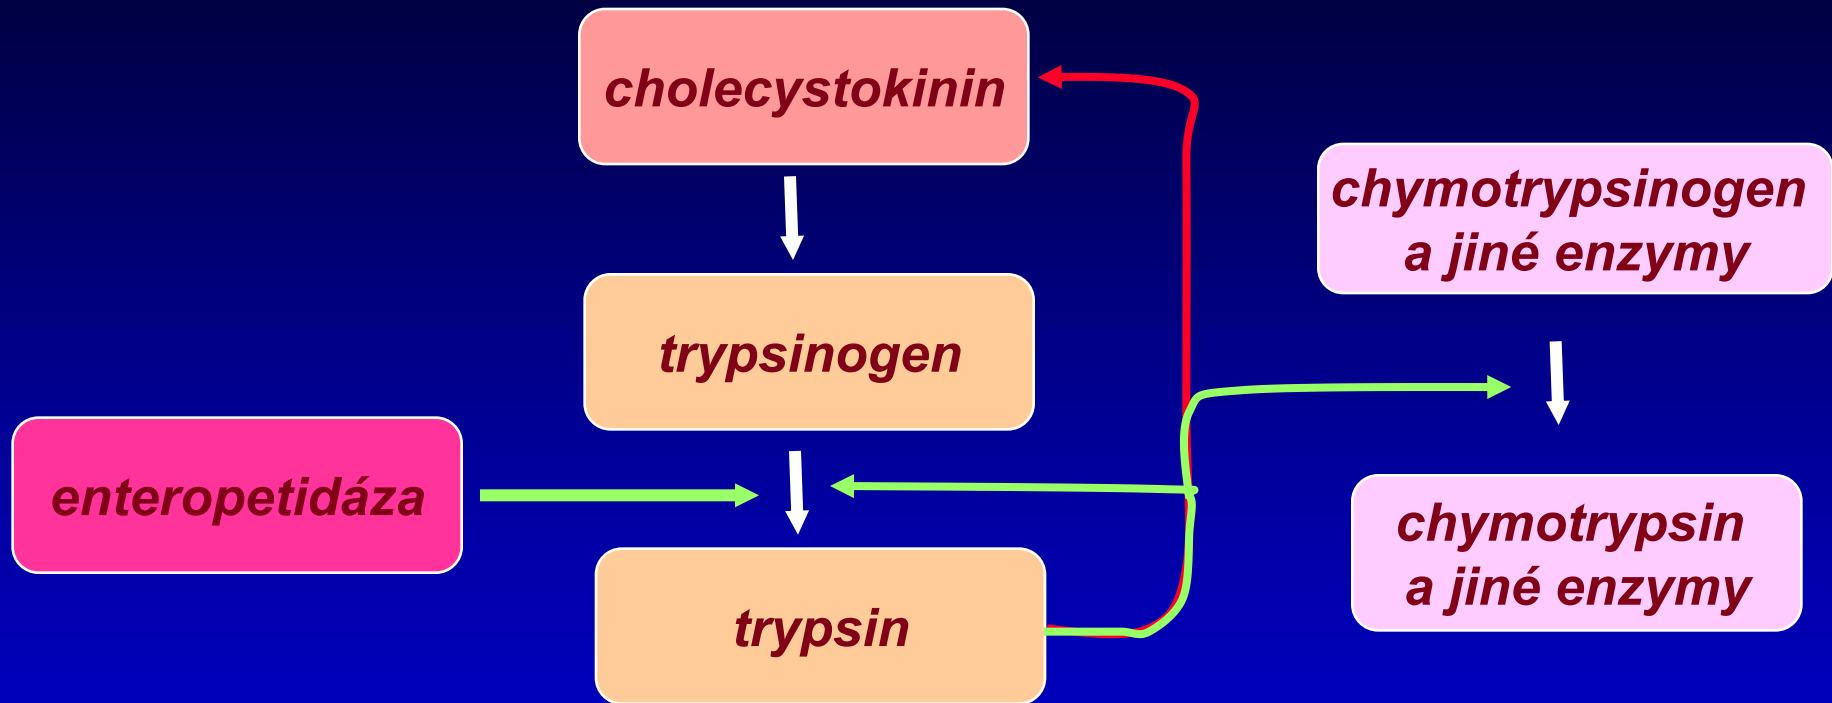 cholecystokinin
chymotrypsinogen
a jiné enzymy
trypsinogen
enteropetidáza
chymotrypsin
a jiné enzymy
trypsin